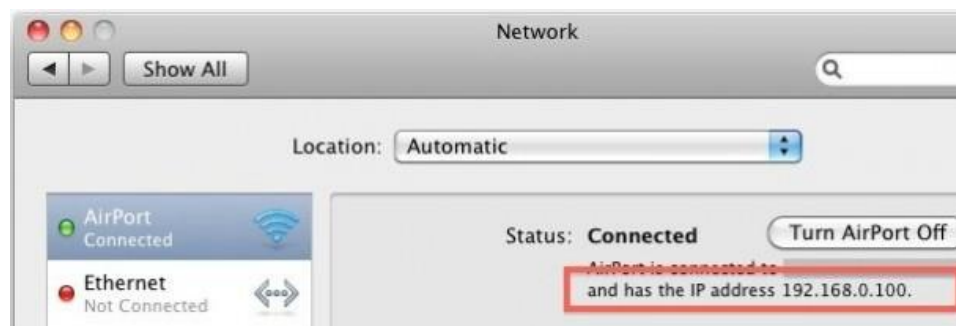 Network
Show All
Location: Automatic
AirPort
Connected
Status: Connected
Turn AirPort Off
AirPort is connected to
and has the IP address 192.168.0.100.
Ethernet
Not Connected